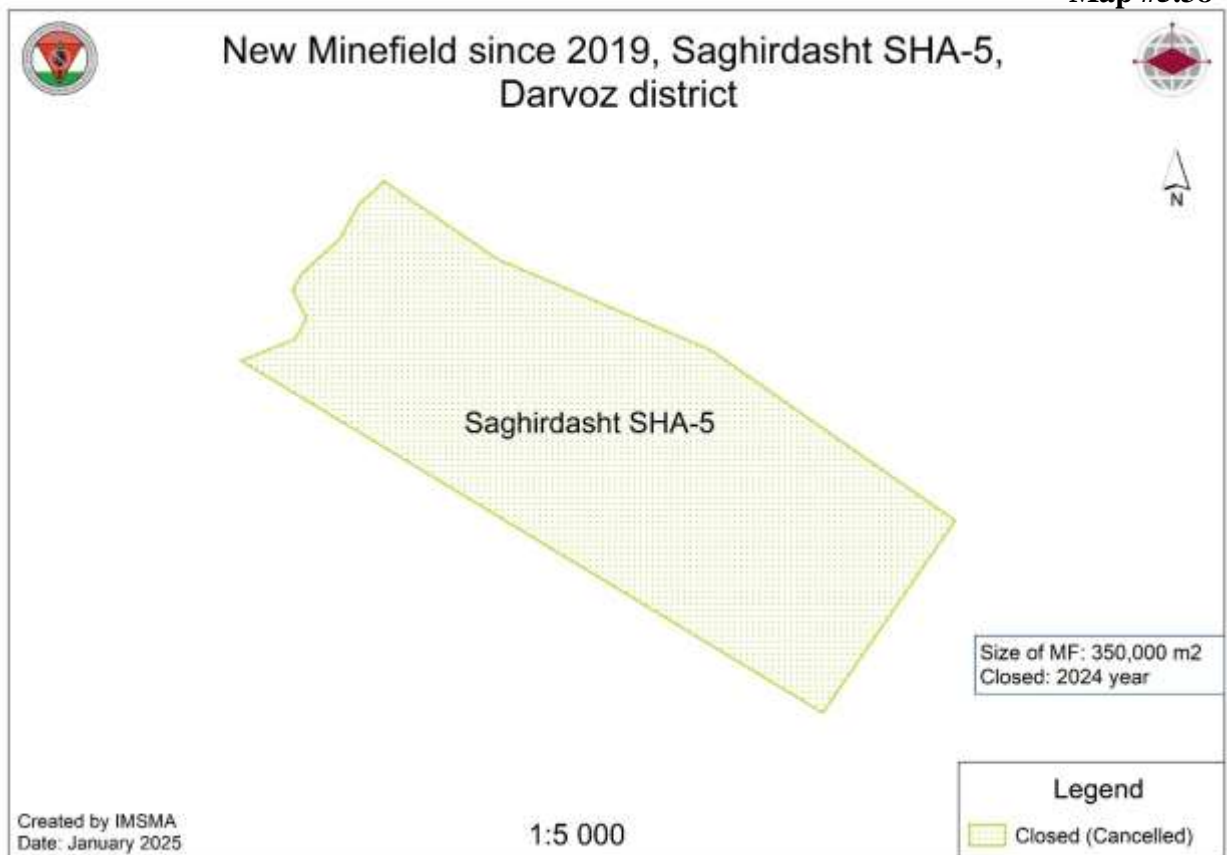 New Minefield since 2019, Saghirdasht SHA-5,
Darvoz district
N
Saghirdasht SHA-5
Size of MF: 350,000 m2
Closed: 2024 year
Legend
Closed (Cancelled)
Created by IMSMA
Date: January 2025
1:5 000